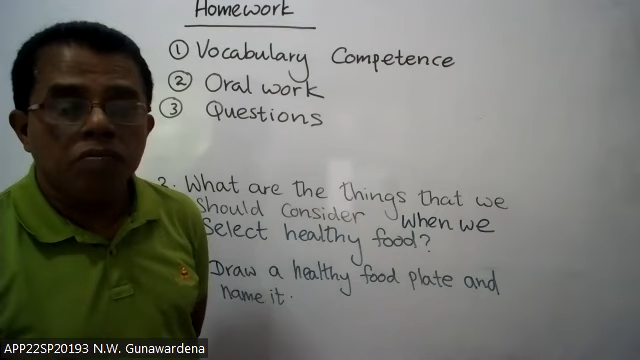 Homework
① Vocabulary Competence
② Oral work
③ Questions
2. What are the things that we
Should Consider When we
Select healthy food?
Draw a healthy food plate and
name it.
APP22SP20193 N.W. Gunawardena